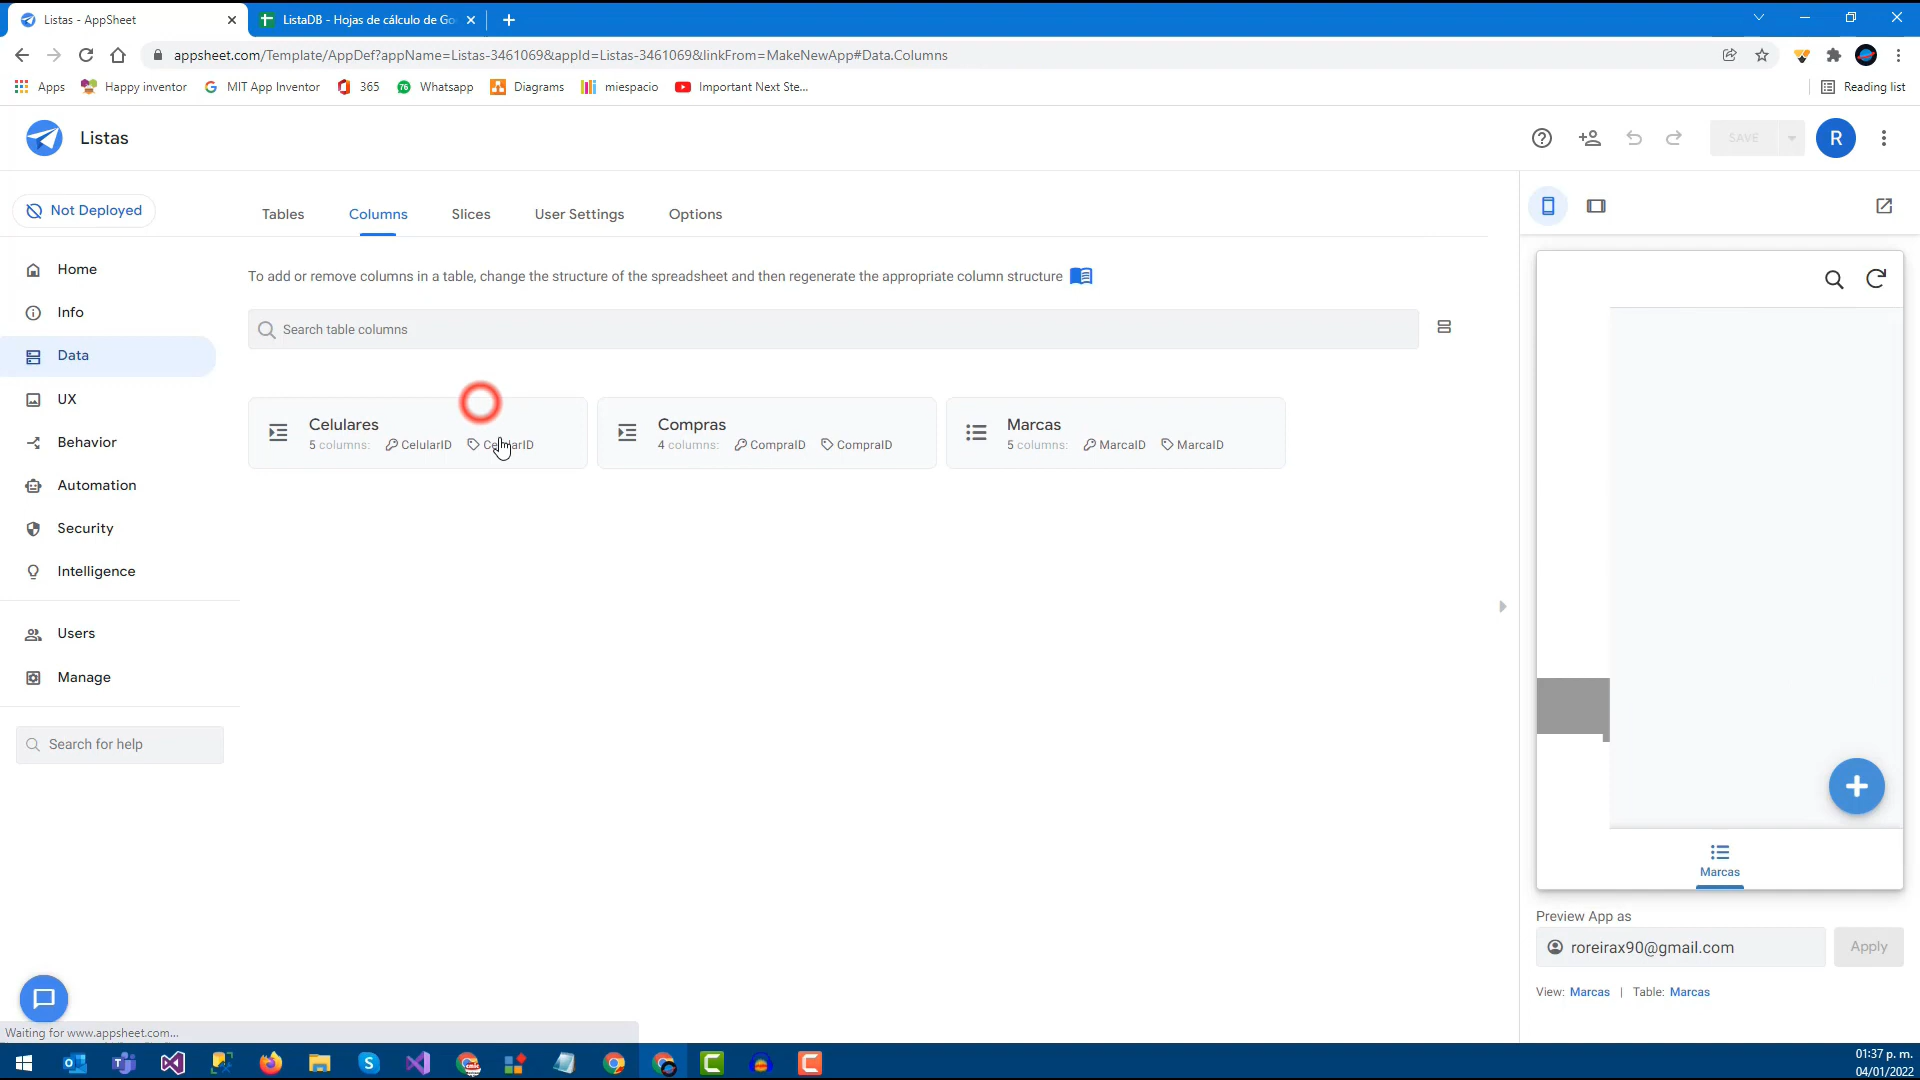 Listas - AppSheet
ListaDB - Hojas de cálculo de Go
appsheet.com/Template/AppDef?appName=Listas-3461069&appId=Listas-3461069&linkFrom=MakeNewApp#Data.Columns
Apps
Happy inventor
MIT App Inventor
365
Whatsapp
Diagrams
miespacio
Important Next Ste...
Reading list
Listas
SAVE
R
Not Deployed
Tables
Columns
Slices
User Settings
Options
Home
Info
Data
UX
Behavior
Automation
Security
Intelligence
Users
Manage
Search for help
To add or remove columns in a table, change the structure of the spreadsheet and then regenerate the appropriate column structure
Search table columns
Celulares
5 columns: CelularID CelularID
Compras
4 columns: CompraID CompraID
Marcas
5 columns: MarcaID MarcaID
Marcas
Preview App as
roreirax90@gmail.com
Apply
View: Marcas | Table: Marcas
Waiting for www.appsheet.com...
01:37 p. m.
04/01/2022